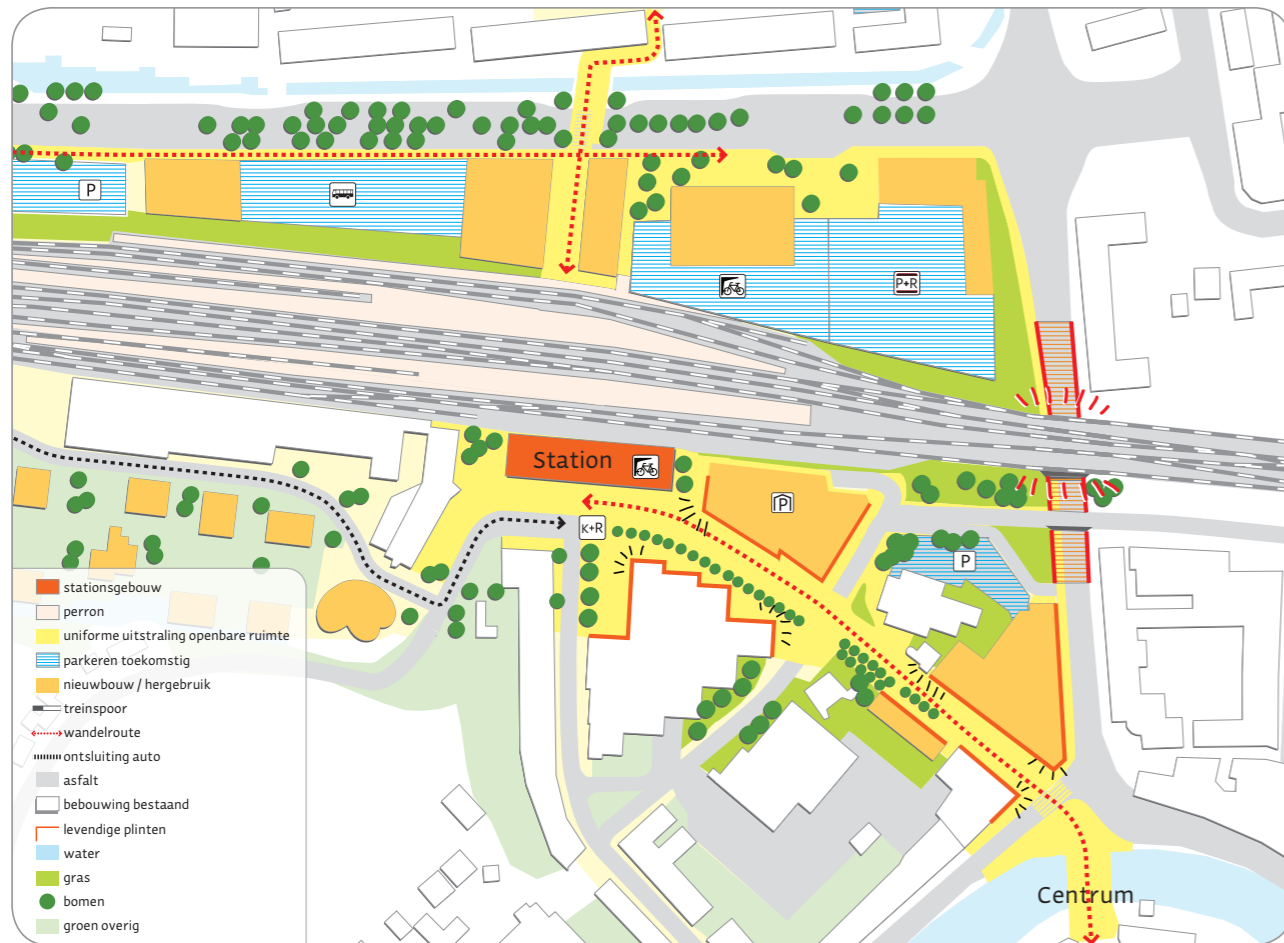 P
P+R
Station
P
K+R
P
stationsgebouw
perron
uniforme uitstraling openbare ruimte
parkeren toekomstig
nieuwbouw / hergebruik
treinspoor
wandelroute
ontsluiting auto
asfalt
bebouwing bestaand
levendige plinten
water
gras
bomen
groen overig
Centrum